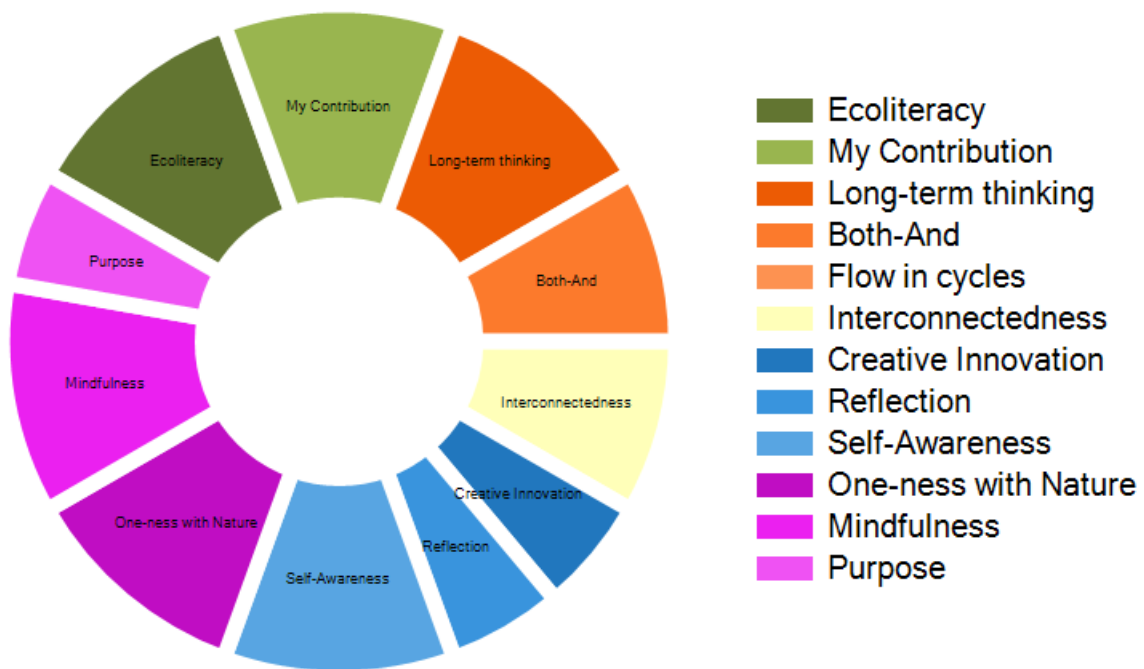 My Contribution
Long-term thinking
Ecoliteracy
Purpose
Both-And
Mindfulness
Interconnectedness
One-ness with Nature
Creative Innovation
Self-Awareness
Reflection
Ecoliteracy
My Contribution
Long-term thinking
Both-And
Flow in cycles
Interconnectedness
Creative Innovation
Reflection
Self-Awareness
One-ness with Nature
Mindfulness
Purpose